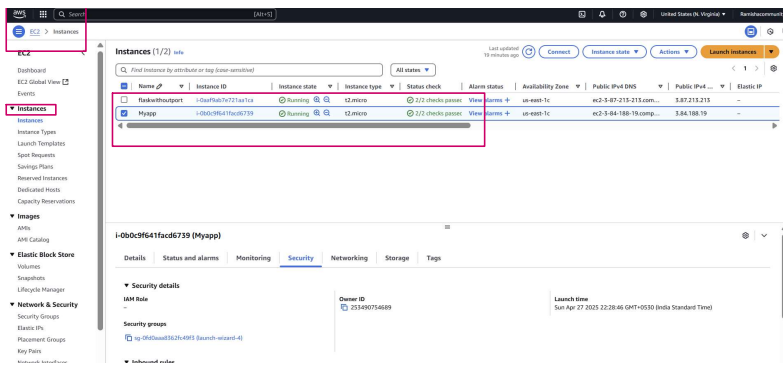 aws Search [Alt+S] United States (N. Virginia) Ramishacommunit
EC2 > Instances
EC2
Dashboard
EC2 Global View
Events
Instances
Instances
Instance Types
Launch Templates
Spot Requests
Savings Plans
Reserved Instances
Dedicated Hosts
Capacity Reservations
Images
AMIs
AMI Catalog
Elastic Block Store
Volumes
Snapshots
Lifecycle Manager
Network & Security
Security Groups
Elastic IPs
Placement Groups
Key Pairs
Network Interfaces
Instances (1/2) Info
Last updated
19 minutes ago
Connect Instance state Actions Launch instances
Find Instance by attribute or tag (case-sensitive) All states 1
Name Instance ID Instance state Instance type Status check Alarm status Availability Zone Public IPv4 DNS Public IPv4 ... Elastic IP
flaskwithoutport i-0aaf9ab7e721aa1ca Running t2.micro 2/2 checks passec View alarms + us-east-1c ec2-3-87-213-213.com... 3.87.213.213 –
Myapp i-0b0c9f641facd6739 Running t2.micro 2/2 checks passec View alarms + us-east-1c ec2-3-84-188-19.comp... 3.84.188.19 –
i-0b0c9f641facd6739 (Myapp)
Details Status and alarms Monitoring Security Networking Storage Tags
Security details
IAM Role Owner ID Launch time
– 253490754689 Sun Apr 27 2025 22:28:46 GMT+0530 (India Standard Time)
Security groups
sg-0fd0aaa8362fc49f3 (launch-wizard-4)
Inbound rules